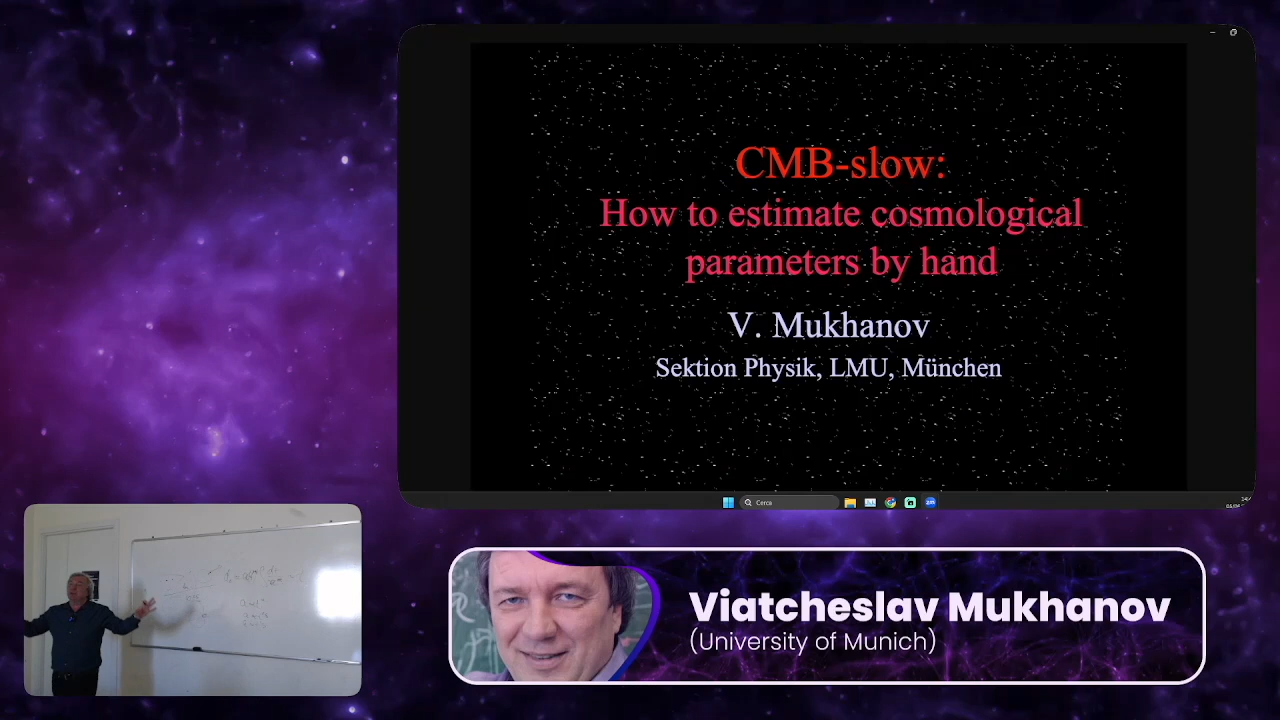 CMB-slow:
How to estimate cosmological
parameters by hand
V. Mukhanov
Sektion Physik, LMU, München
Cerca
zm
Viatcheslav Mukhanov
(University of Munich)